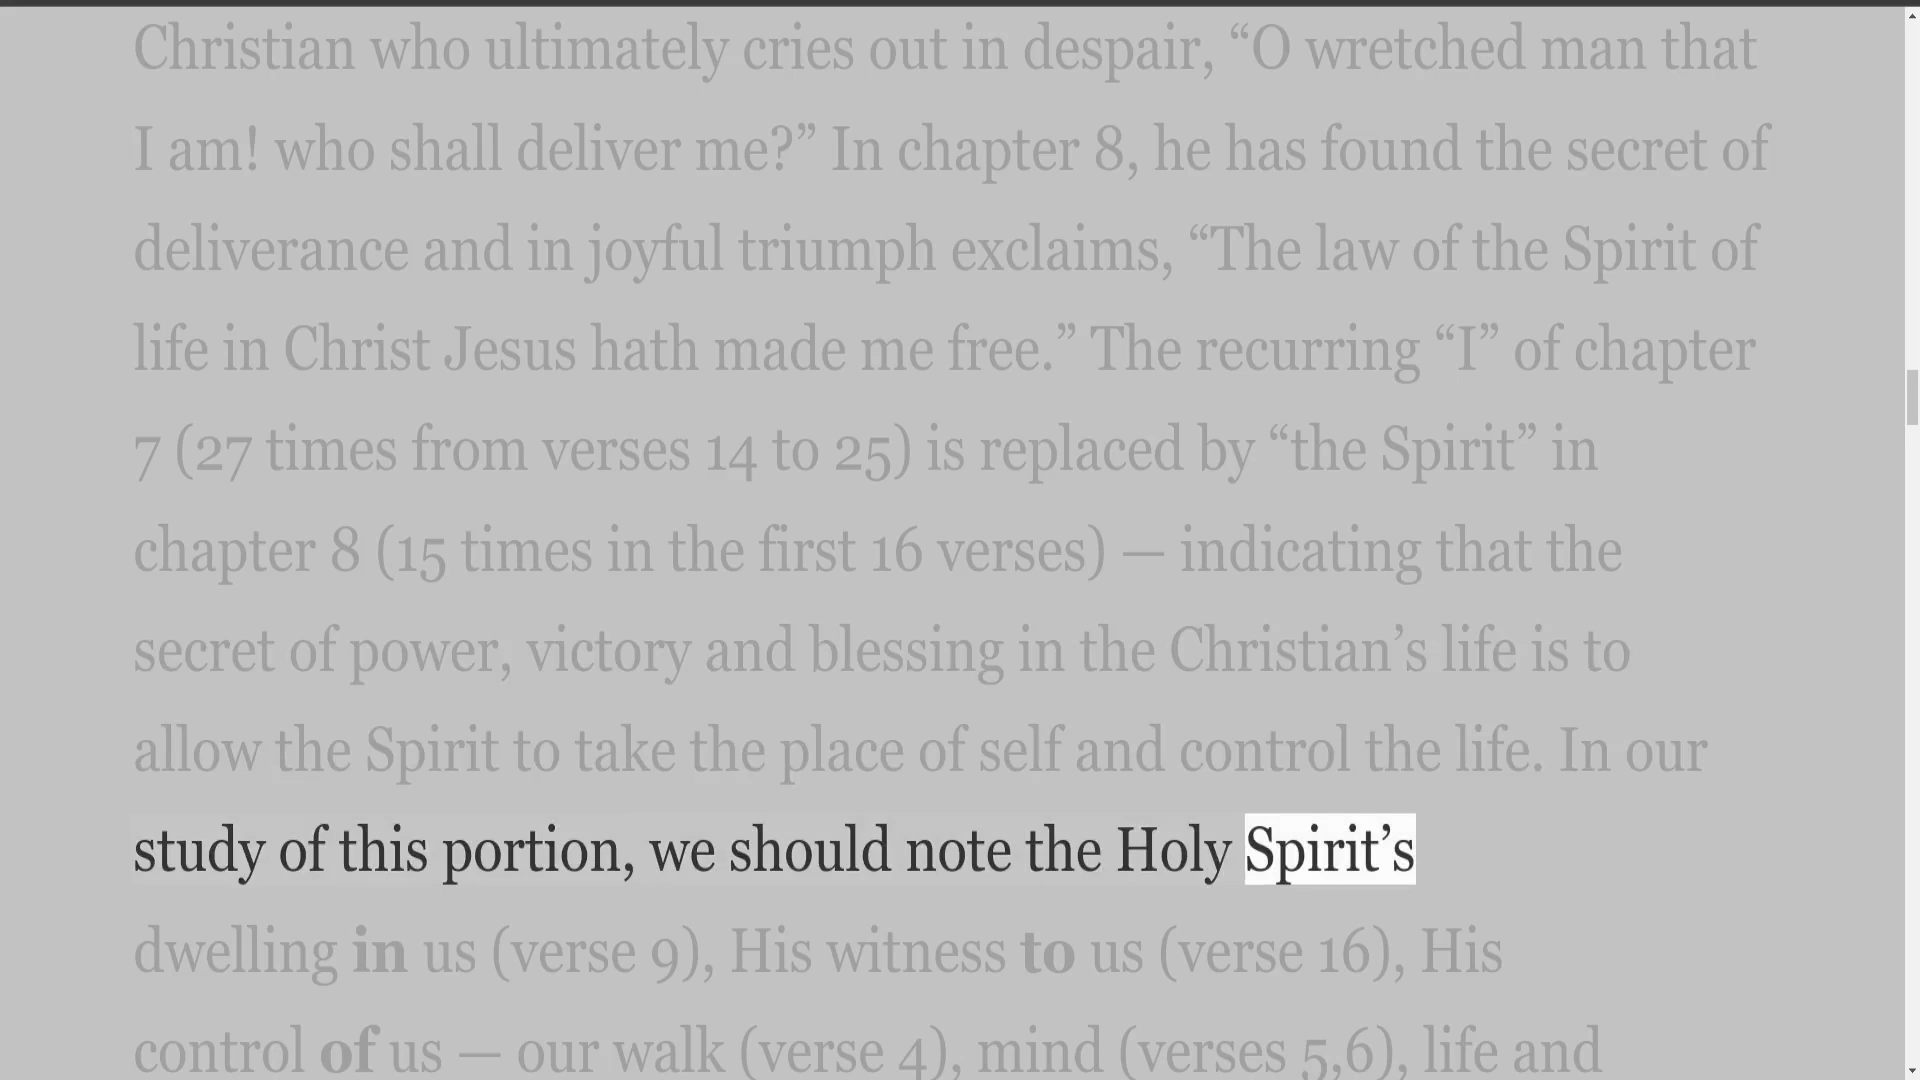 Christian who ultimately cries out in despair, “O wretched man that
I am! who shall deliver me?” In chapter 8, he has found the secret of
deliverance and in joyful triumph exclaims, “The law of the Spirit of
life in Christ Jesus hath made me free.” The recurring “I” of chapter
7 (27 times from verses 14 to 25) is replaced by “the Spirit” in
chapter 8 (15 times in the first 16 verses) — indicating that the
secret of power, victory and blessing in the Christian’s life is to
allow the Spirit to take the place of self and control the life. In our
study of this portion, we should note the Holy Spirit’s
dwelling in us (verse 9), His witness to us (verse 16), His
control of us — our walk (verse 4), mind (verses 5,6), life and